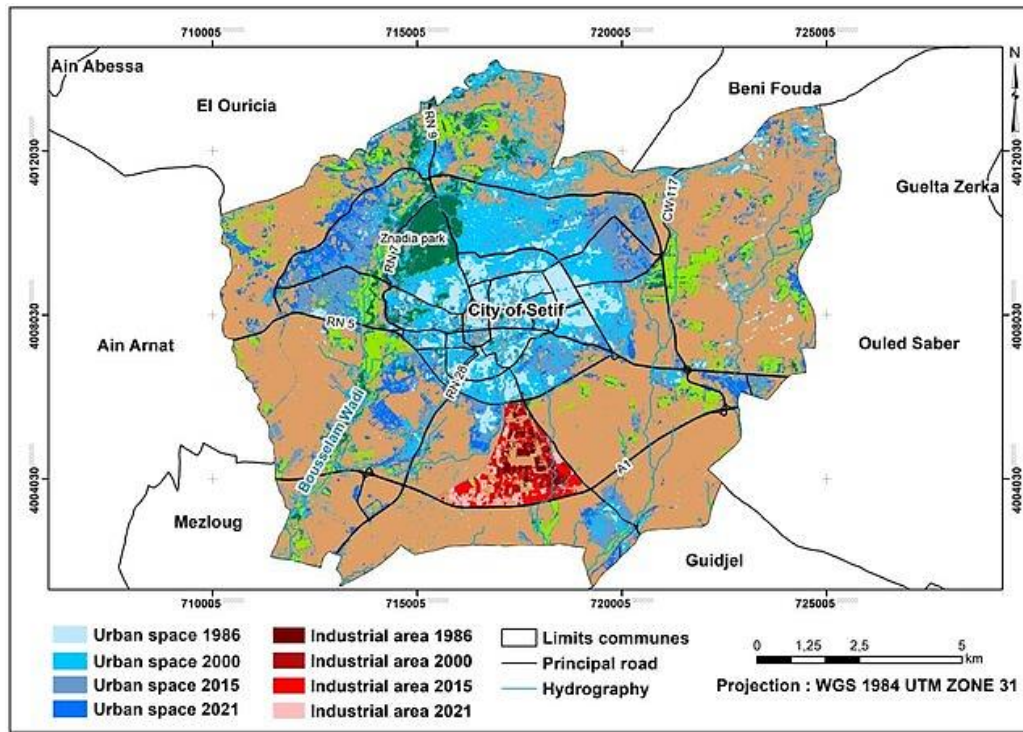 710005 715005 720005 725005
Ain Abessa
N
El Ouricia
Beni Fouda
RN 9
4012030 4012030
Guelta Zerka
CW 117
Znadia park
RN 7
City of Setif
4008030 4008030
RN 5
Ain Arnat
Ouled Saber
RN 28
Bousselam Wadi
A1
4004030 4004030
Mezloug
Guidjel
710005 715005 720005 725005
Urban space 1986
Urban space 2000
Urban space 2015
Urban space 2021
Industrial area 1986
Industrial area 2000
Industrial area 2015
Industrial area 2021
Limits communes
Principal road
Hydrography
0 1,25 2,5 5
km
Projection : WGS 1984 UTM ZONE 31